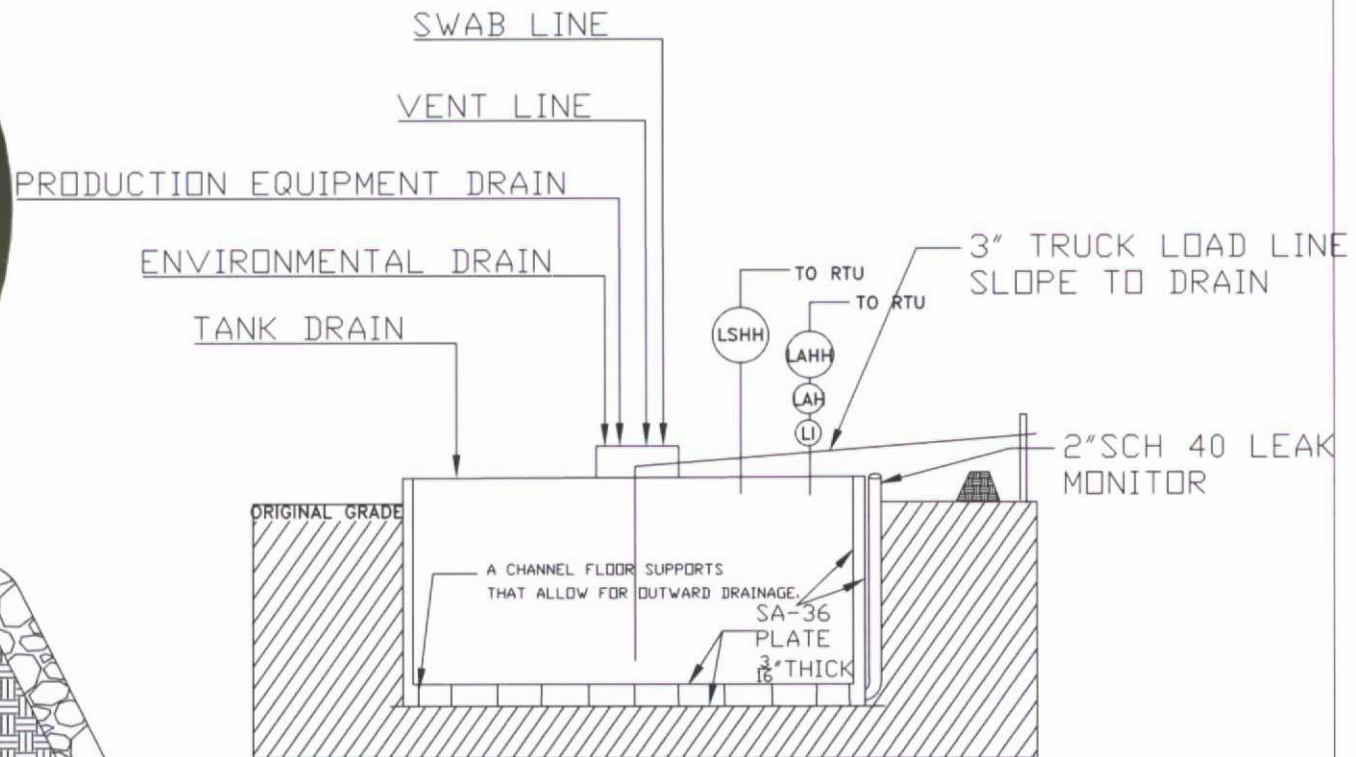 SWAB LINE
VENT LINE
PRODUCTION EQUIPMENT DRAIN
ENVIRONMENTAL DRAIN
TANK DRAIN
TO RTU
TO RTU
3" TRUCK LOAD LINE
SLOPE TO DRAIN
LSHH
LAHH
LAH
LI
2"SCH 40 LEAK
MONITOR
ORIGINAL GRADE
A CHANNEL FLOOR SUPPORTS
THAT ALLOW FOR OUTWARD DRAINAGE.
SA-36
PLATE
3/16"THICK